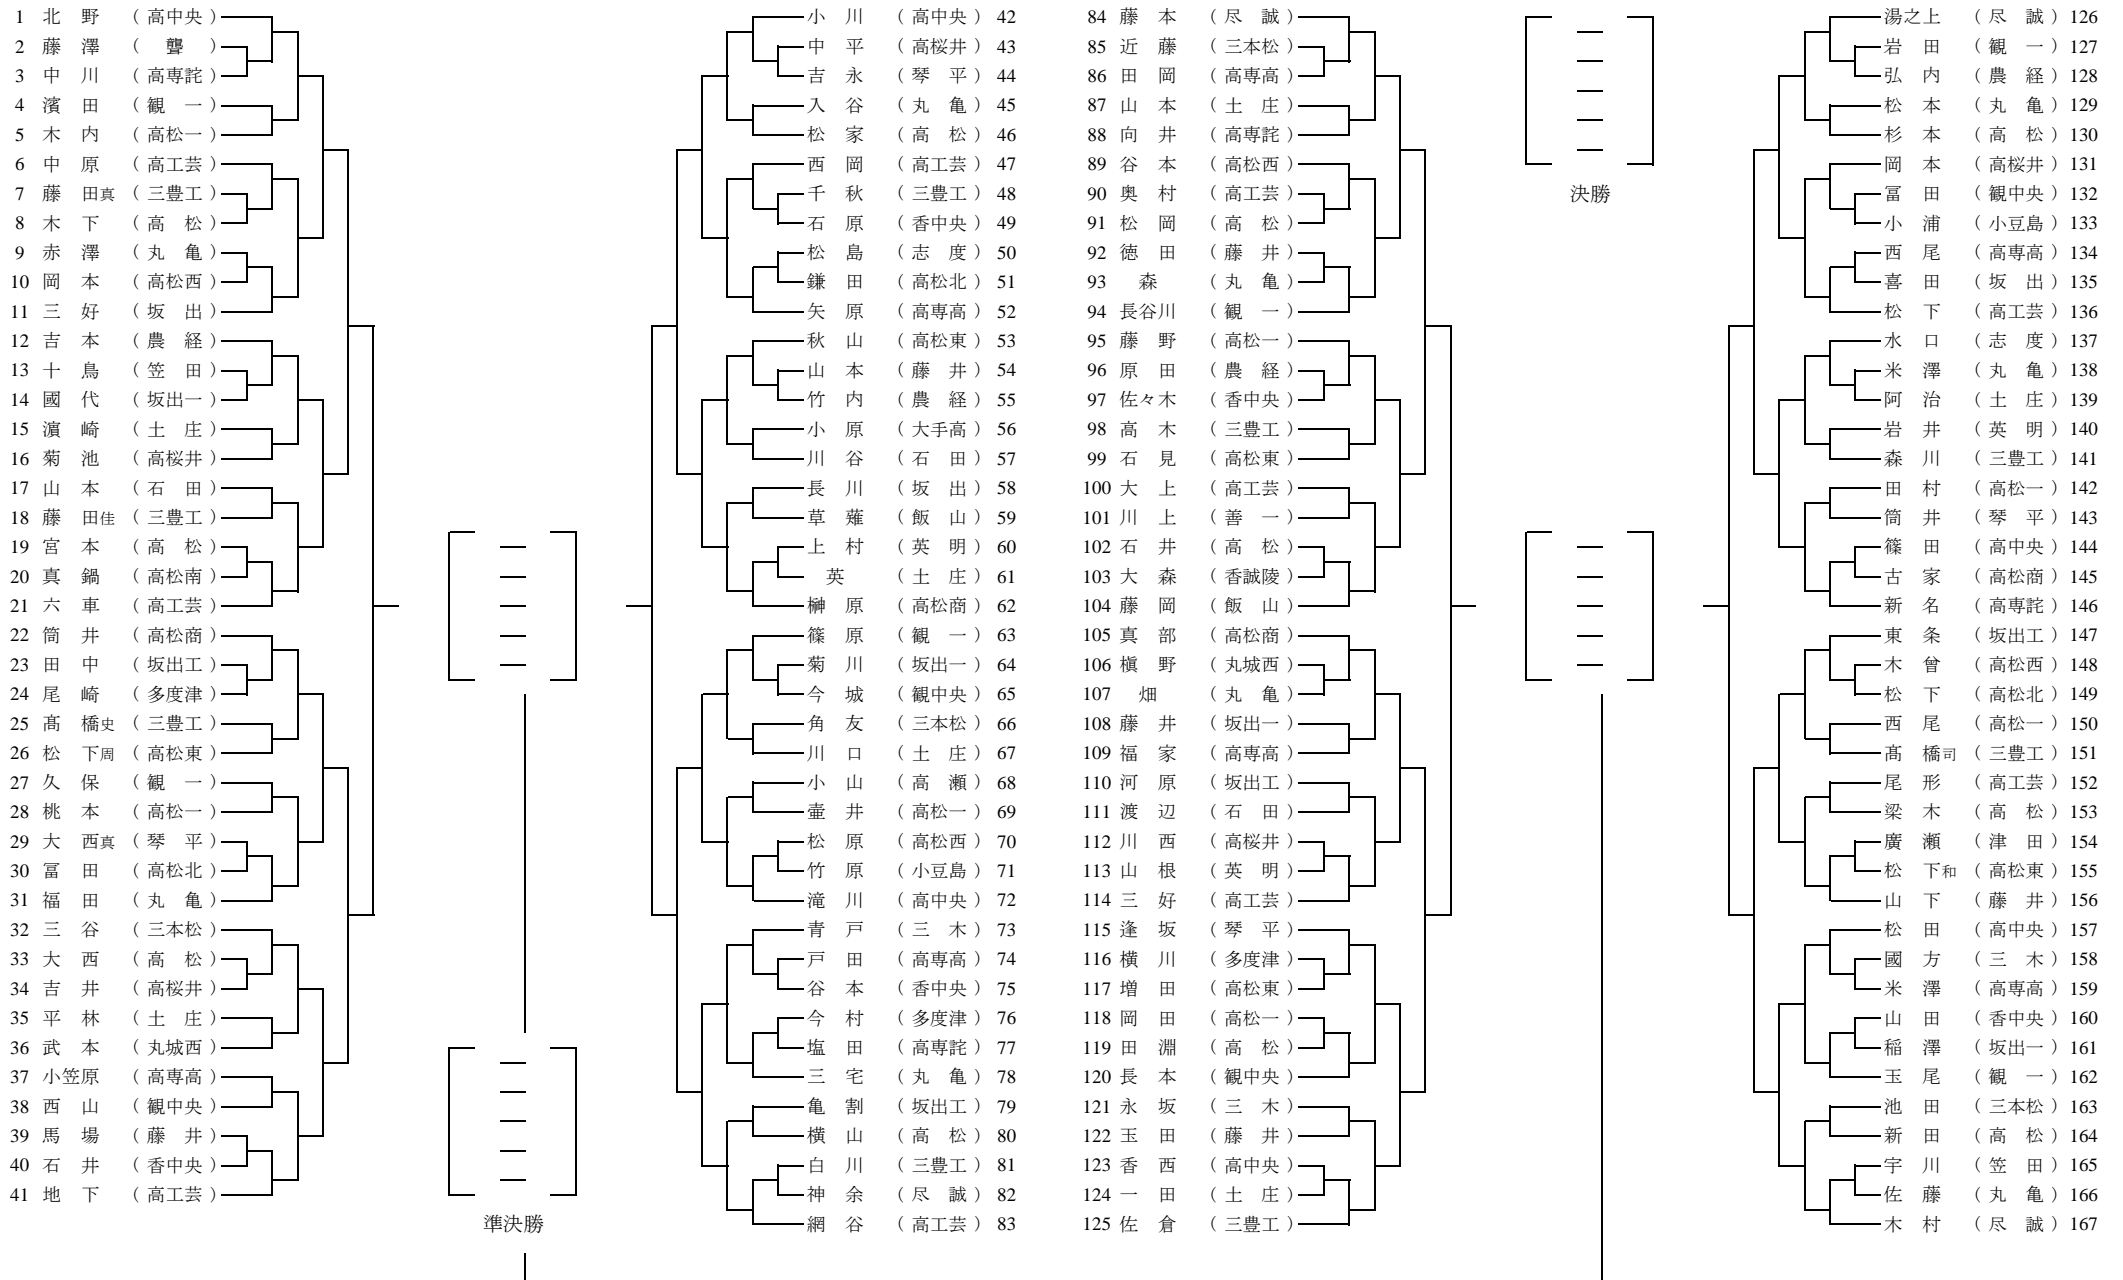 1 北 野 （ 高中央 ）
2 藤 澤 （ 聾 ）
3 中 川 （ 高専詫 ）
4 濱 田 （ 観 一 ）
5 木 内 （ 高松一 ）
6 中 原 （ 高工芸 ）
7 藤 田真 （ 三豊工 ）
8 木 下 （ 高 松 ）
9 赤 澤 （ 丸 亀 ）
10 岡 本 （ 高松西 ）
11 三 好 （ 坂 出 ）
12 吉 本 （ 農 経 ）
13 十 鳥 （ 笠 田 ）
14 國 代 （ 坂出一 ）
15 濵 崎 （ 土 庄 ）
16 菊 池 （ 高桜井 ）
17 山 本 （ 石 田 ）
18 藤 田佳 （ 三豊工 ）
19 宮 本 （ 高 松 ）
20 真 鍋 （ 高松南 ）
21 六 車 （ 高工芸 ）
22 筒 井 （ 高松商 ）
23 田 中 （ 坂出工 ）
24 尾 崎 （ 多度津 ）
25 髙 橋史 （ 三豊工 ）
26 松 下周 （ 高松東 ）
27 久 保 （ 観 一 ）
28 桃 本 （ 高松一 ）
29 大 西真 （ 琴 平 ）
30 冨 田 （ 高松北 ）
31 福 田 （ 丸 亀 ）
32 三 谷 （ 三本松 ）
33 大 西 （ 高 松 ）
34 吉 井 （ 高桜井 ）
35 平 林 （ 土 庄 ）
36 武 本 （ 丸城西 ）
37 小笠原 （ 高専高 ）
38 西 山 （ 観中央 ）
39 馬 場 （ 藤 井 ）
40 石 井 （ 香中央 ）
41 地 下 （ 高工芸 ）
準決勝
小 川 （ 高中央 ） 42
中 平 （ 高桜井 ） 43
吉 永 （ 琴 平 ） 44
入 谷 （ 丸 亀 ） 45
松 家 （ 高 松 ） 46
西 岡 （ 高工芸 ） 47
千 秋 （ 三豊工 ） 48
石 原 （ 香中央 ） 49
松 島 （ 志 度 ） 50
鎌 田 （ 高松北 ） 51
矢 原 （ 高専高 ） 52
秋 山 （ 高松東 ） 53
山 本 （ 藤 井 ） 54
竹 内 （ 農 経 ） 55
小 原 （ 大手高 ） 56
川 谷 （ 石 田 ） 57
長 川 （ 坂 出 ） 58
草 薙 （ 飯 山 ） 59
上 村 （ 英 明 ） 60
英 （ 土 庄 ） 61
榊 原 （ 高松商 ） 62
篠 原 （ 観 一 ） 63
菊 川 （ 坂出一 ） 64
今 城 （ 観中央 ） 65
角 友 （ 三本松 ） 66
川 口 （ 土 庄 ） 67
小 山 （ 高 瀬 ） 68
壷 井 （ 高松一 ） 69
松 原 （ 高松西 ） 70
竹 原 （ 小豆島 ） 71
滝 川 （ 高中央 ） 72
青 戸 （ 三 木 ） 73
戸 田 （ 高専高 ） 74
谷 本 （ 香中央 ） 75
今 村 （ 多度津 ） 76
塩 田 （ 高専詫 ） 77
三 宅 （ 丸 亀 ） 78
亀 割 （ 坂出工 ） 79
横 山 （ 高 松 ） 80
白 川 （ 三豊工 ） 81
神 余 （ 尽 誠 ） 82
網 谷 （ 高工芸 ） 83
84 藤 本 （ 尽 誠 ）
85 近 藤 （ 三本松 ）
86 田 岡 （ 高専高 ）
87 山 本 （ 土 庄 ）
88 向 井 （ 高専詫 ）
89 谷 本 （ 高松西 ）
90 奥 村 （ 高工芸 ）
91 松 岡 （ 高 松 ）
92 徳 田 （ 藤 井 ）
93 森 （ 丸 亀 ）
94 長谷川 （ 観 一 ）
95 藤 野 （ 高松一 ）
96 原 田 （ 農 経 ）
97 佐々木 （ 香中央 ）
98 高 木 （ 三豊工 ）
99 石 見 （ 高松東 ）
100 大 上 （ 高工芸 ）
101 川 上 （ 善 一 ）
102 石 井 （ 高 松 ）
103 大 森 （ 香誠陵 ）
104 藤 岡 （ 飯 山 ）
105 真 部 （ 高松商 ）
106 槇 野 （ 丸城西 ）
107 畑 （ 丸 亀 ）
108 藤 井 （ 坂出一 ）
109 福 家 （ 高専高 ）
110 河 原 （ 坂出工 ）
111 渡 辺 （ 石 田 ）
112 川 西 （ 高桜井 ）
113 山 根 （ 英 明 ）
114 三 好 （ 高工芸 ）
115 逢 坂 （ 琴 平 ）
116 横 川 （ 多度津 ）
117 増 田 （ 高松東 ）
118 岡 田 （ 高松一 ）
119 田 淵 （ 高 松 ）
120 長 本 （ 観中央 ）
121 永 坂 （ 三 木 ）
122 玉 田 （ 藤 井 ）
123 香 西 （ 高中央 ）
124 一 田 （ 土 庄 ）
125 佐 倉 （ 三豊工 ）
決勝
湯之上 （ 尽 誠 ） 126
岩 田 （ 観 一 ） 127
弘 内 （ 農 経 ） 128
松 本 （ 丸 亀 ） 129
杉 本 （ 高 松 ） 130
岡 本 （ 高桜井 ） 131
冨 田 （ 観中央 ） 132
小 浦 （ 小豆島 ） 133
西 尾 （ 高専高 ） 134
喜 田 （ 坂 出 ） 135
松 下 （ 高工芸 ） 136
水 口 （ 志 度 ） 137
米 澤 （ 丸 亀 ） 138
阿 治 （ 土 庄 ） 139
岩 井 （ 英 明 ） 140
森 川 （ 三豊工 ） 141
田 村 （ 高松一 ） 142
筒 井 （ 琴 平 ） 143
篠 田 （ 高中央 ） 144
古 家 （ 高松商 ） 145
新 名 （ 高専詫 ） 146
東 条 （ 坂出工 ） 147
木 曾 （ 高松西 ） 148
松 下 （ 高松北 ） 149
西 尾 （ 高松一 ） 150
髙 橋司 （ 三豊工 ） 151
尾 形 （ 高工芸 ） 152
梁 木 （ 高 松 ） 153
廣 瀬 （ 津 田 ） 154
松 下和 （ 高松東 ） 155
山 下 （ 藤 井 ） 156
松 田 （ 高中央 ） 157
國 方 （ 三 木 ） 158
米 澤 （ 高専高 ） 159
山 田 （ 香中央 ） 160
稲 澤 （ 坂出一 ） 161
玉 尾 （ 観 一 ） 162
池 田 （ 三本松 ） 163
新 田 （ 高 松 ） 164
宇 川 （ 笠 田 ） 165
佐 藤 （ 丸 亀 ） 166
木 村 （ 尽 誠 ） 167